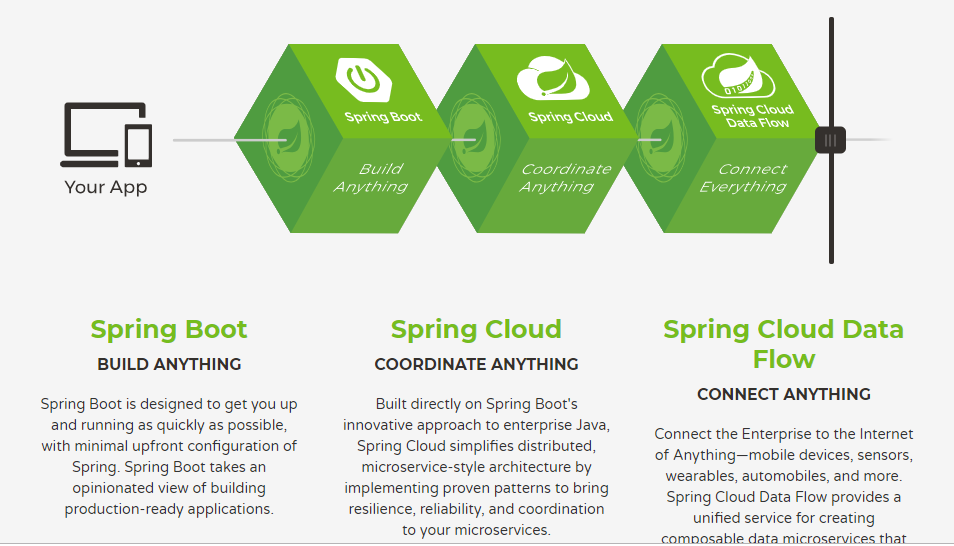 Spring Boot
Spring Cloud
Spring Cloud
Data Flow
Build
Anything
Coordinate
Anything
Connect
Everything
Your App
Spring Boot
BUILD ANYTHING
Spring Boot is designed to get you up
and running as quickly as possible,
with minimal upfront configuration of
Spring. Spring Boot takes an
opinionated view of building
production-ready applications.
Spring Cloud
COORDINATE ANYTHING
Built directly on Spring Boot's
innovative approach to enterprise Java,
Spring Cloud simplifies distributed,
microservice-style architecture by
implementing proven patterns to bring
resilience, reliability, and coordination
to your microservices.
Spring Cloud Data
Flow
CONNECT ANYTHING
Connect the Enterprise to the Internet
of Anything—mobile devices, sensors,
wearables, automobiles, and more.
Spring Cloud Data Flow provides a
unified service for creating
composable data microservices that